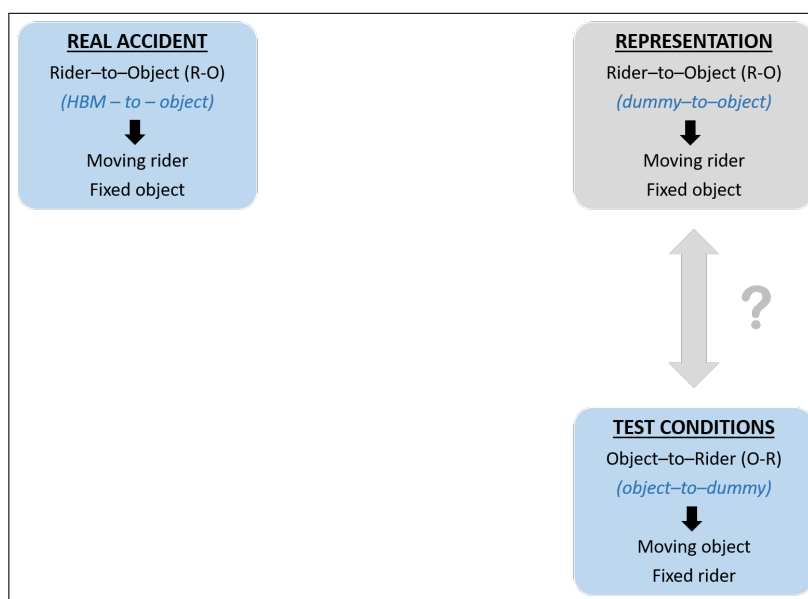 REAL ACCIDENT
Rider–to–Object (R-O)
(HBM – to – object)
Moving rider
Fixed object
REPRESENTATION
Rider–to–Object (R-O)
(dummy–to–object)
Moving rider
Fixed object
?
TEST CONDITIONS
Object–to–Rider (O-R)
(object–to–dummy)
Moving object
Fixed rider